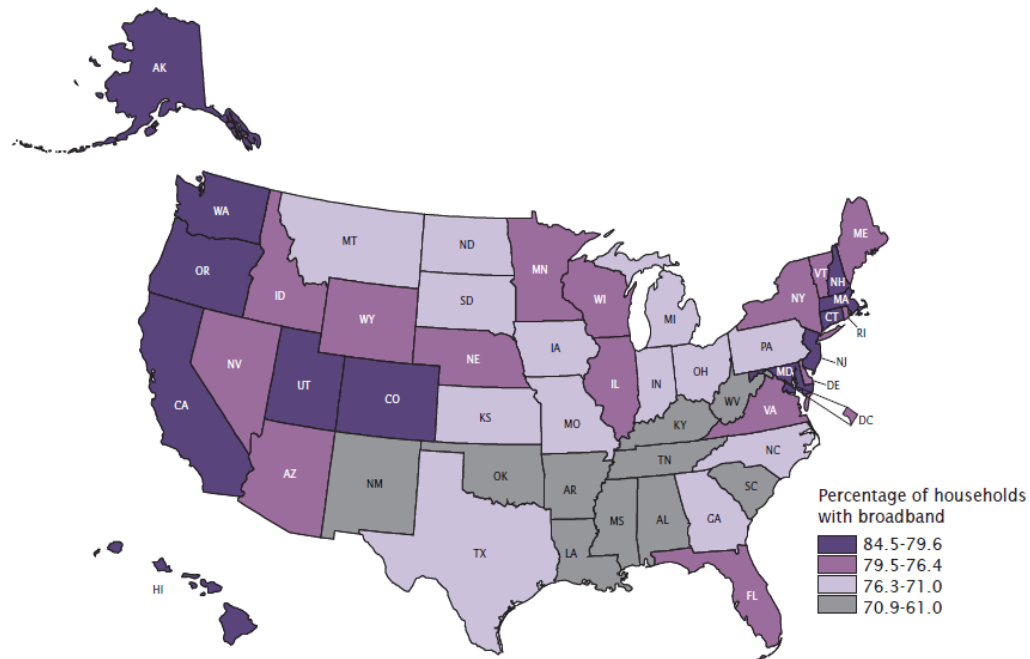 AK
WA
MT
ND
MN
ME
VT
NH
OR
ID
SD
WI
NY
MA
MI
CT
RI
WY
IA
PA
NJ
NE
NV
UT
CO
IL
IN
OH
MD
DE
CA
KS
MO
WV
VA
DC
KY
NC
AZ
NM
OK
TN
AR
SC
MS
AL
GA
TX
LA
HI
FL
Percentage of households
with broadband
84.5-79.6
79.5-76.4
76.3-71.0
70.9-61.0